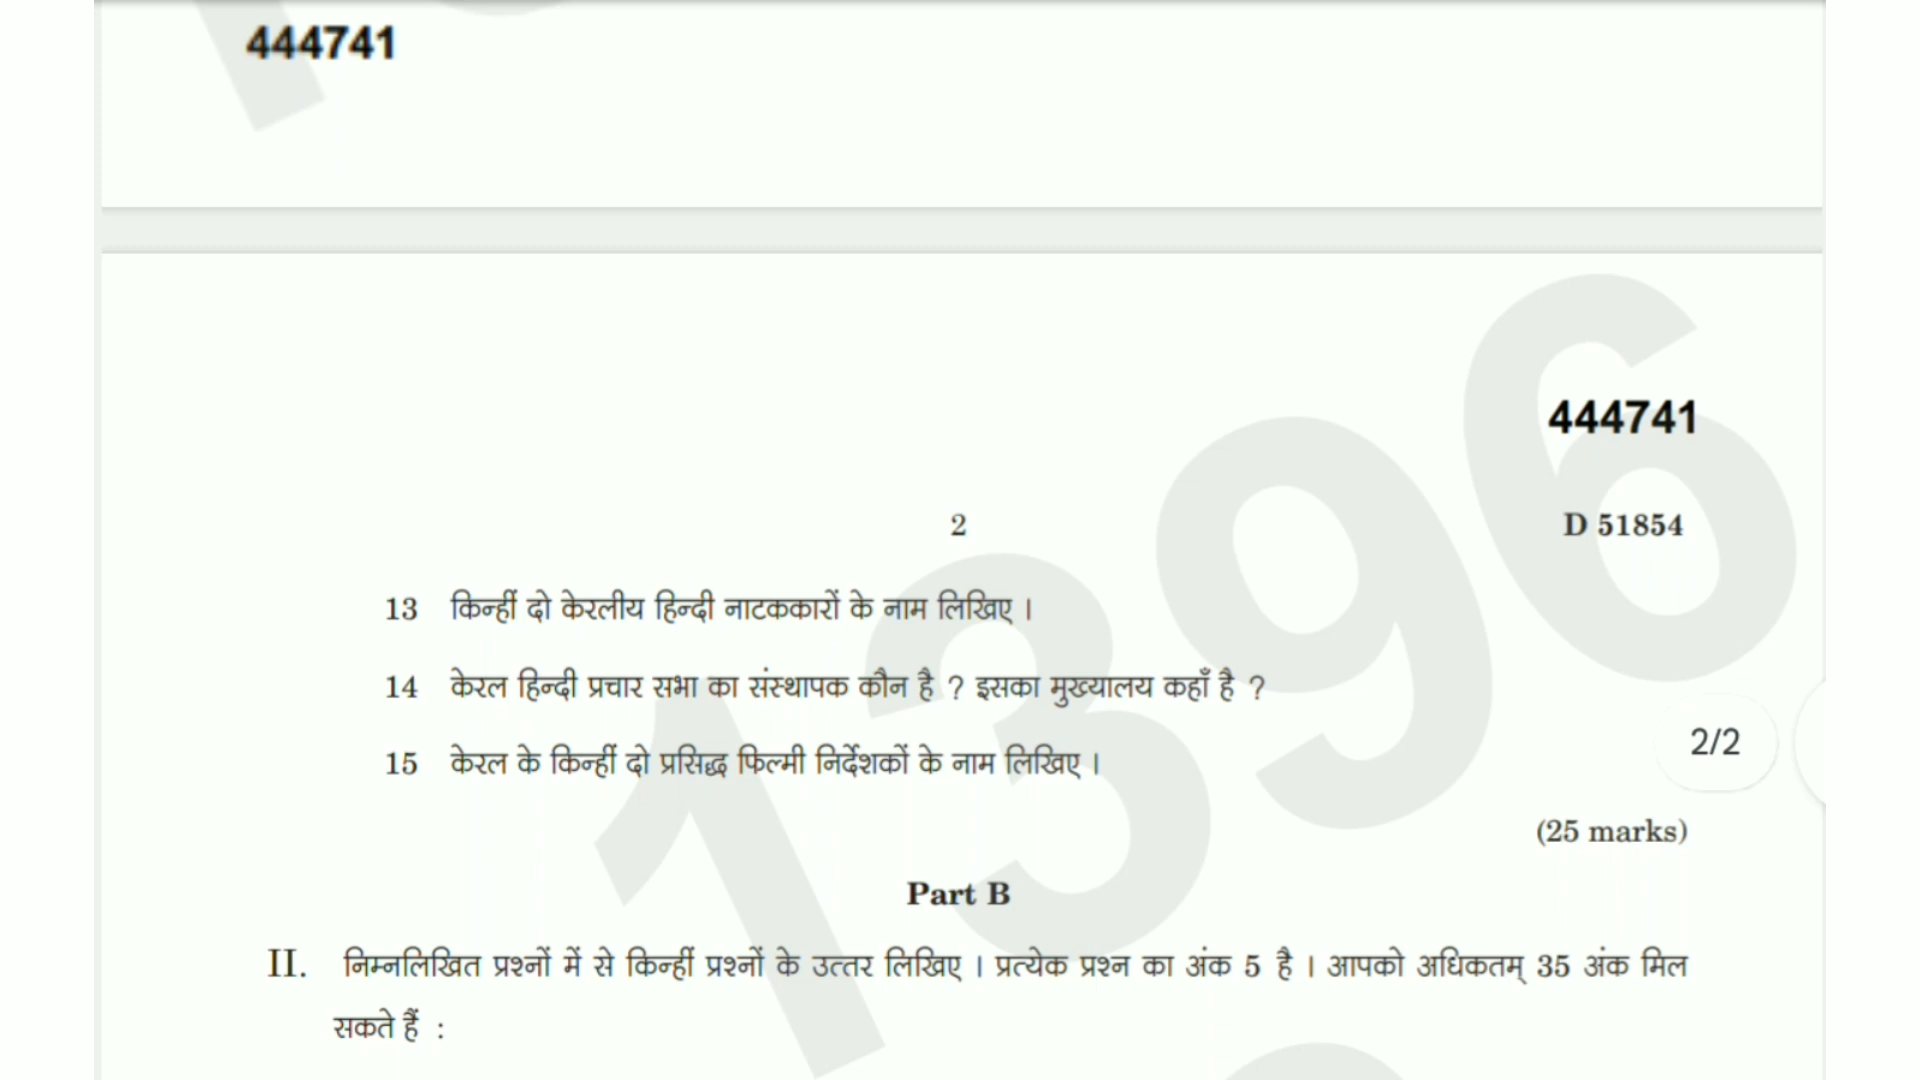 444741
444741
2
D 51854
13 किन्हीं दो केरलीय हिन्दी नाटककारों के नाम लिखिए ।
14 केरल हिन्दी प्रचार सभा का संस्थापक कौन है ? इसका मुख्यालय कहाँ है ?
15 केरल के किन्हीं दो प्रसिद्ध फिल्मी निर्देशकों के नाम लिखिए ।
2/2
(25 marks)
Part B
II. निम्नलिखित प्रश्नों में से किन्हीं प्रश्नों के उत्तर लिखिए । प्रत्येक प्रश्न का अंक 5 है । आपको अधिकतम् 35 अंक मिल
सकते हैं :
1396